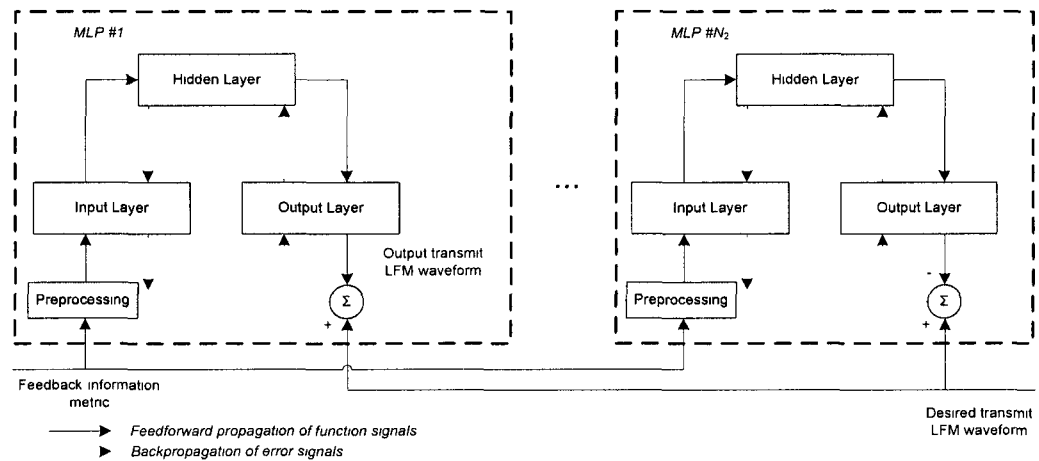 MLP #1
MLP #N2
Hidden Layer
Hidden Layer
Input Layer
Output Layer
...
Input Layer
Output Layer
Output transmit
LFM waveform
Preprocessing
Σ
+
Preprocessing
-
Σ
+
Feedback information
metric
Desired transmit
LFM waveform
Feedforward propagation of function signals
Backpropagation of error signals